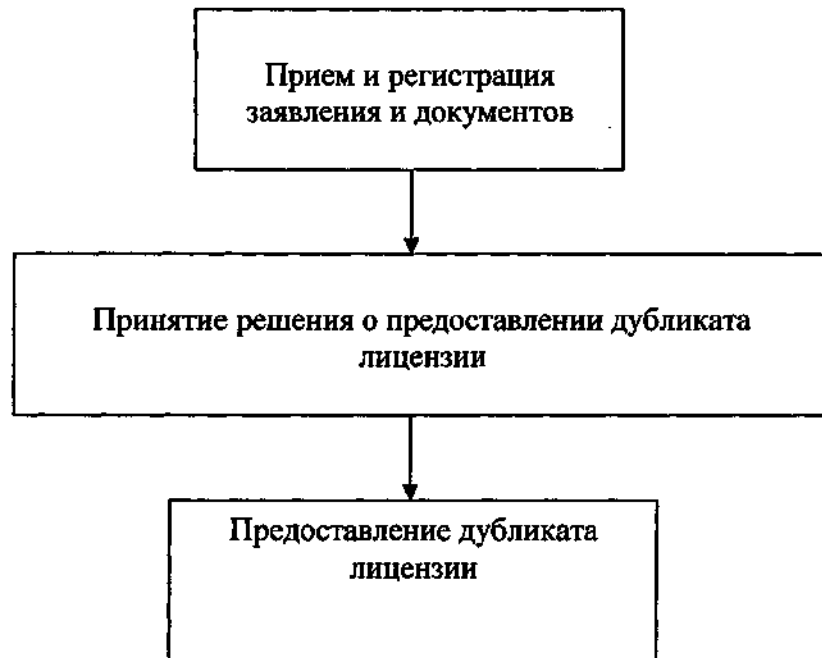 Прием и регистрация
заявления и документов
Принятие решения о предоставлении дубликата
лицензии
Предоставление дубликата
лицензии